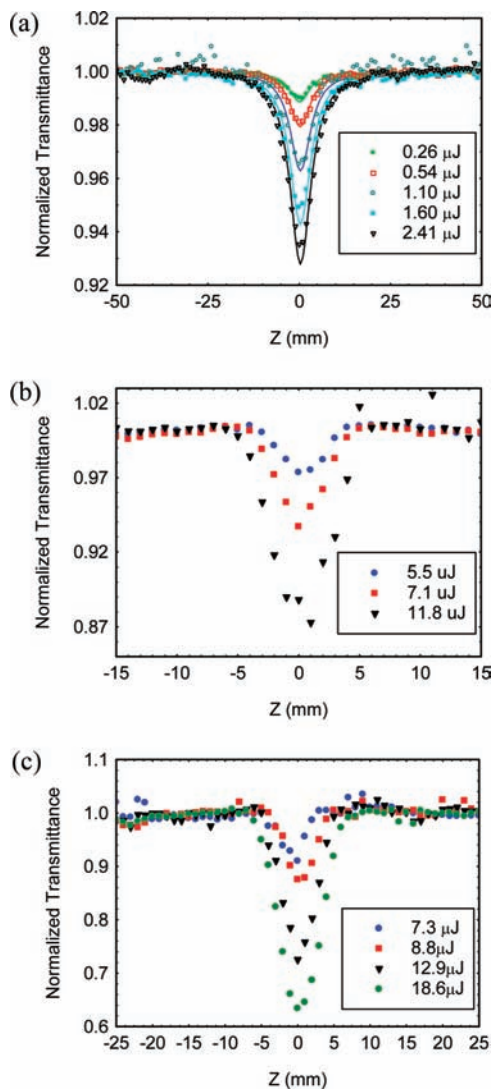 (a)
1.02
1.00
0.98
0.96
0.94
0.92
Normalized Transmittance
0.26 μJ
0.54 μJ
1.10 μJ
1.60 μJ
2.41 μJ
-50 -25 0 25 50
Z (mm)
(b)
1.02
0.97
0.92
0.87
Normalized Transmittance
5.5 uJ
7.1 uJ
11.8 uJ
-15 -10 -5 0 5 10 15
Z (mm)
(c)
1.1
1.0
0.9
0.8
0.7
0.6
Normalized Transmittance
7.3 μJ
8.8μJ
12.9μJ
18.6μJ
-25 -20 -15 -10 -5 0 5 10 15 20 25
Z (mm)